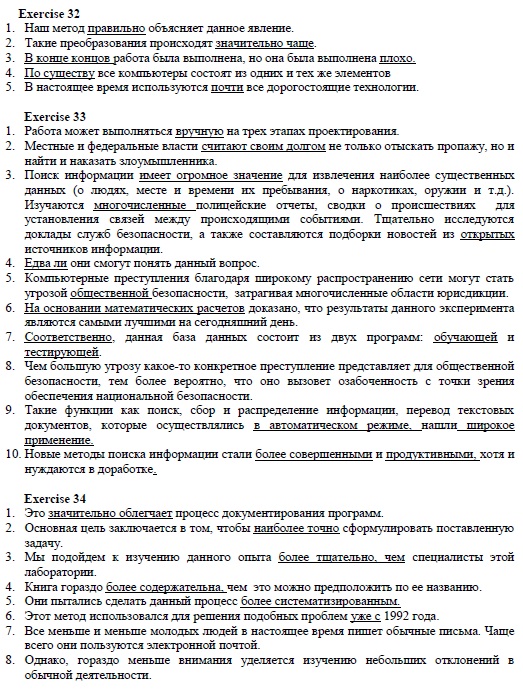 Exercise 32
1. Наш метод правильно объясняет данное явление.
2. Такие преобразования происходят значительно чаще.
3. В конце концов работа была выполнена, но она была выполнена плохо.
4. По существу все компьютеры состоят из одних и тех же элементов
5. В настоящее время используются почти все дорогостоящие технологии.
Exercise 33
1. Работа может выполняться вручную на трех этапах проектирования.
2. Местные и федеральные власти считают своим долгом не только отыскать пропажу, но и
найти и наказать злоумышленника.
3. Поиск информации имеет огромное значение для извлечения наиболее существенных
данных (о людях, месте и времени их пребывания, о наркотиках, оружии и т.д.).
Изучаются многочисленные полицейские отчеты, сводки о происшествиях для
установления связей между происходящими событиями. Тщательно исследуются
доклады служб безопасности, а также составляются подборки новостей из открытых
источников информации.
4. Едва ли они смогут понять данный вопрос.
5. Компьютерные преступления благодаря широкому распространению сети могут стать
угрозой общественной безопасности, затрагивая многочисленные области юрисдикции.
6. На основании математических расчетов доказано, что результаты данного эксперимента
являются самыми лучшими на сегодняшний день.
7. Соответственно, данная база данных состоит из двух программ: обучающей и
тестирующей.
8. Чем большую угрозу какое-то конкретное преступление представляет для общественной
безопасности, тем более вероятно, что оно вызовет озабоченность с точки зрения
обеспечения национальной безопасности.
9. Такие функции как поиск, сбор и распределение информации, перевод текстовых
документов, которые осуществлялись в автоматическом режиме, нашли широкое
применение.
10. Новые методы поиска информации стали более совершенными и продуктивными, хотя и
нуждаются в доработке.
Exercise 34
1. Это значительно облегчает процесс документирования программ.
2. Основная цель заключается в том, чтобы наиболее точно сформулировать поставленную
задачу.
3. Мы подойдем к изучению данного опыта более тщательно, чем специалисты этой
лаборатории.
4. Книга гораздо более содержательна, чем это можно предположить по ее названию.
5. Они пытались сделать данный процесс более систематизированным.
6. Этот метод использовался для решения подобных проблем уже с 1992 года.
7. Все меньше и меньше молодых людей в настоящее время пишет обычные письма. Чаще
всего они пользуются электронной почтой.
8. Однако, гораздо меньше внимания уделяется изучению небольших отклонений в
обычной деятельности.